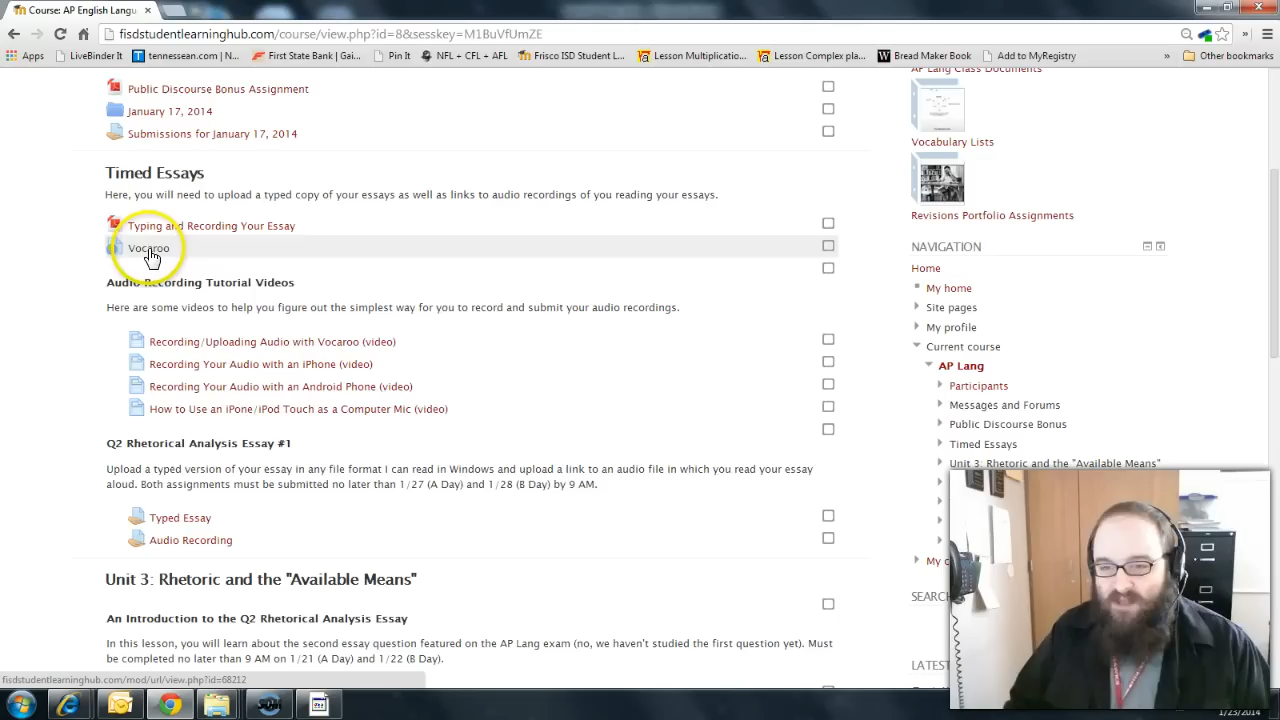 Course: AP English Langu
fisdstudentlearninghub.com/course/view.php?id=8&sesskey=M1BuVfUmZE
Apps LiveBinder It tennessean.com First State Bank | Pin It NFL + CFL + AFL Frisco ISD Student L... Lesson Multiplicatio... Lesson Complex pla... Bread Maker Book Add to MyRegistry » Other bookmarks
Public Discourse Bonus Assignment
January 17, 2014
Submissions for January 17, 2014
Timed Essays
Here, you will need to upload a typed copy of your essays as well as links to audio recordings of you reading your essays.
Typing and Recording Your Essay
Vocaroo
Audio Recording Tutorial Videos
Here are some videos to help you figure out the simplest way for you to record and submit your audio recordings.
Recording/Uploading Audio with Vocaroo (video)
Recording Your Audio with an iPhone (video)
Recording Your Audio with an Android Phone (video)
How to Use an iPone/iPod Touch as a Computer Mic (video)
Q2 Rhetorical Analysis Essay #1
Upload a typed version of your essay in any file format I can read in Windows and upload a link to an audio file in which you read your essay
aloud. Both assignments must be submitted no later than 1/27 (A Day) and 1/28 (B Day) by 9 AM.
Typed Essay
Audio Recording
Unit 3: Rhetoric and the "Available Means"
An Introduction to the Q2 Rhetorical Analysis Essay
In this lesson, you will learn about the second essay question featured on the AP Lang exam (no, we haven't studied the first question yet). Must
be completed no later than 9 AM on 1/21 (A Day) and 1/22 (B Day).
fisdstudentlearninghub.com/mod/url/view.php?id=68212
AP Lang Class Documents
Vocabulary Lists
Revisions Portfolio Assignments
NAVIGATION
Home
My home
Site pages
My profile
Current course
AP Lang
Participants
Messages and Forums
Public Discourse Bonus
Timed Essays
Unit 3: Rhetoric and the "Available Means"
My c
SEARC
LATES
1/23/2014